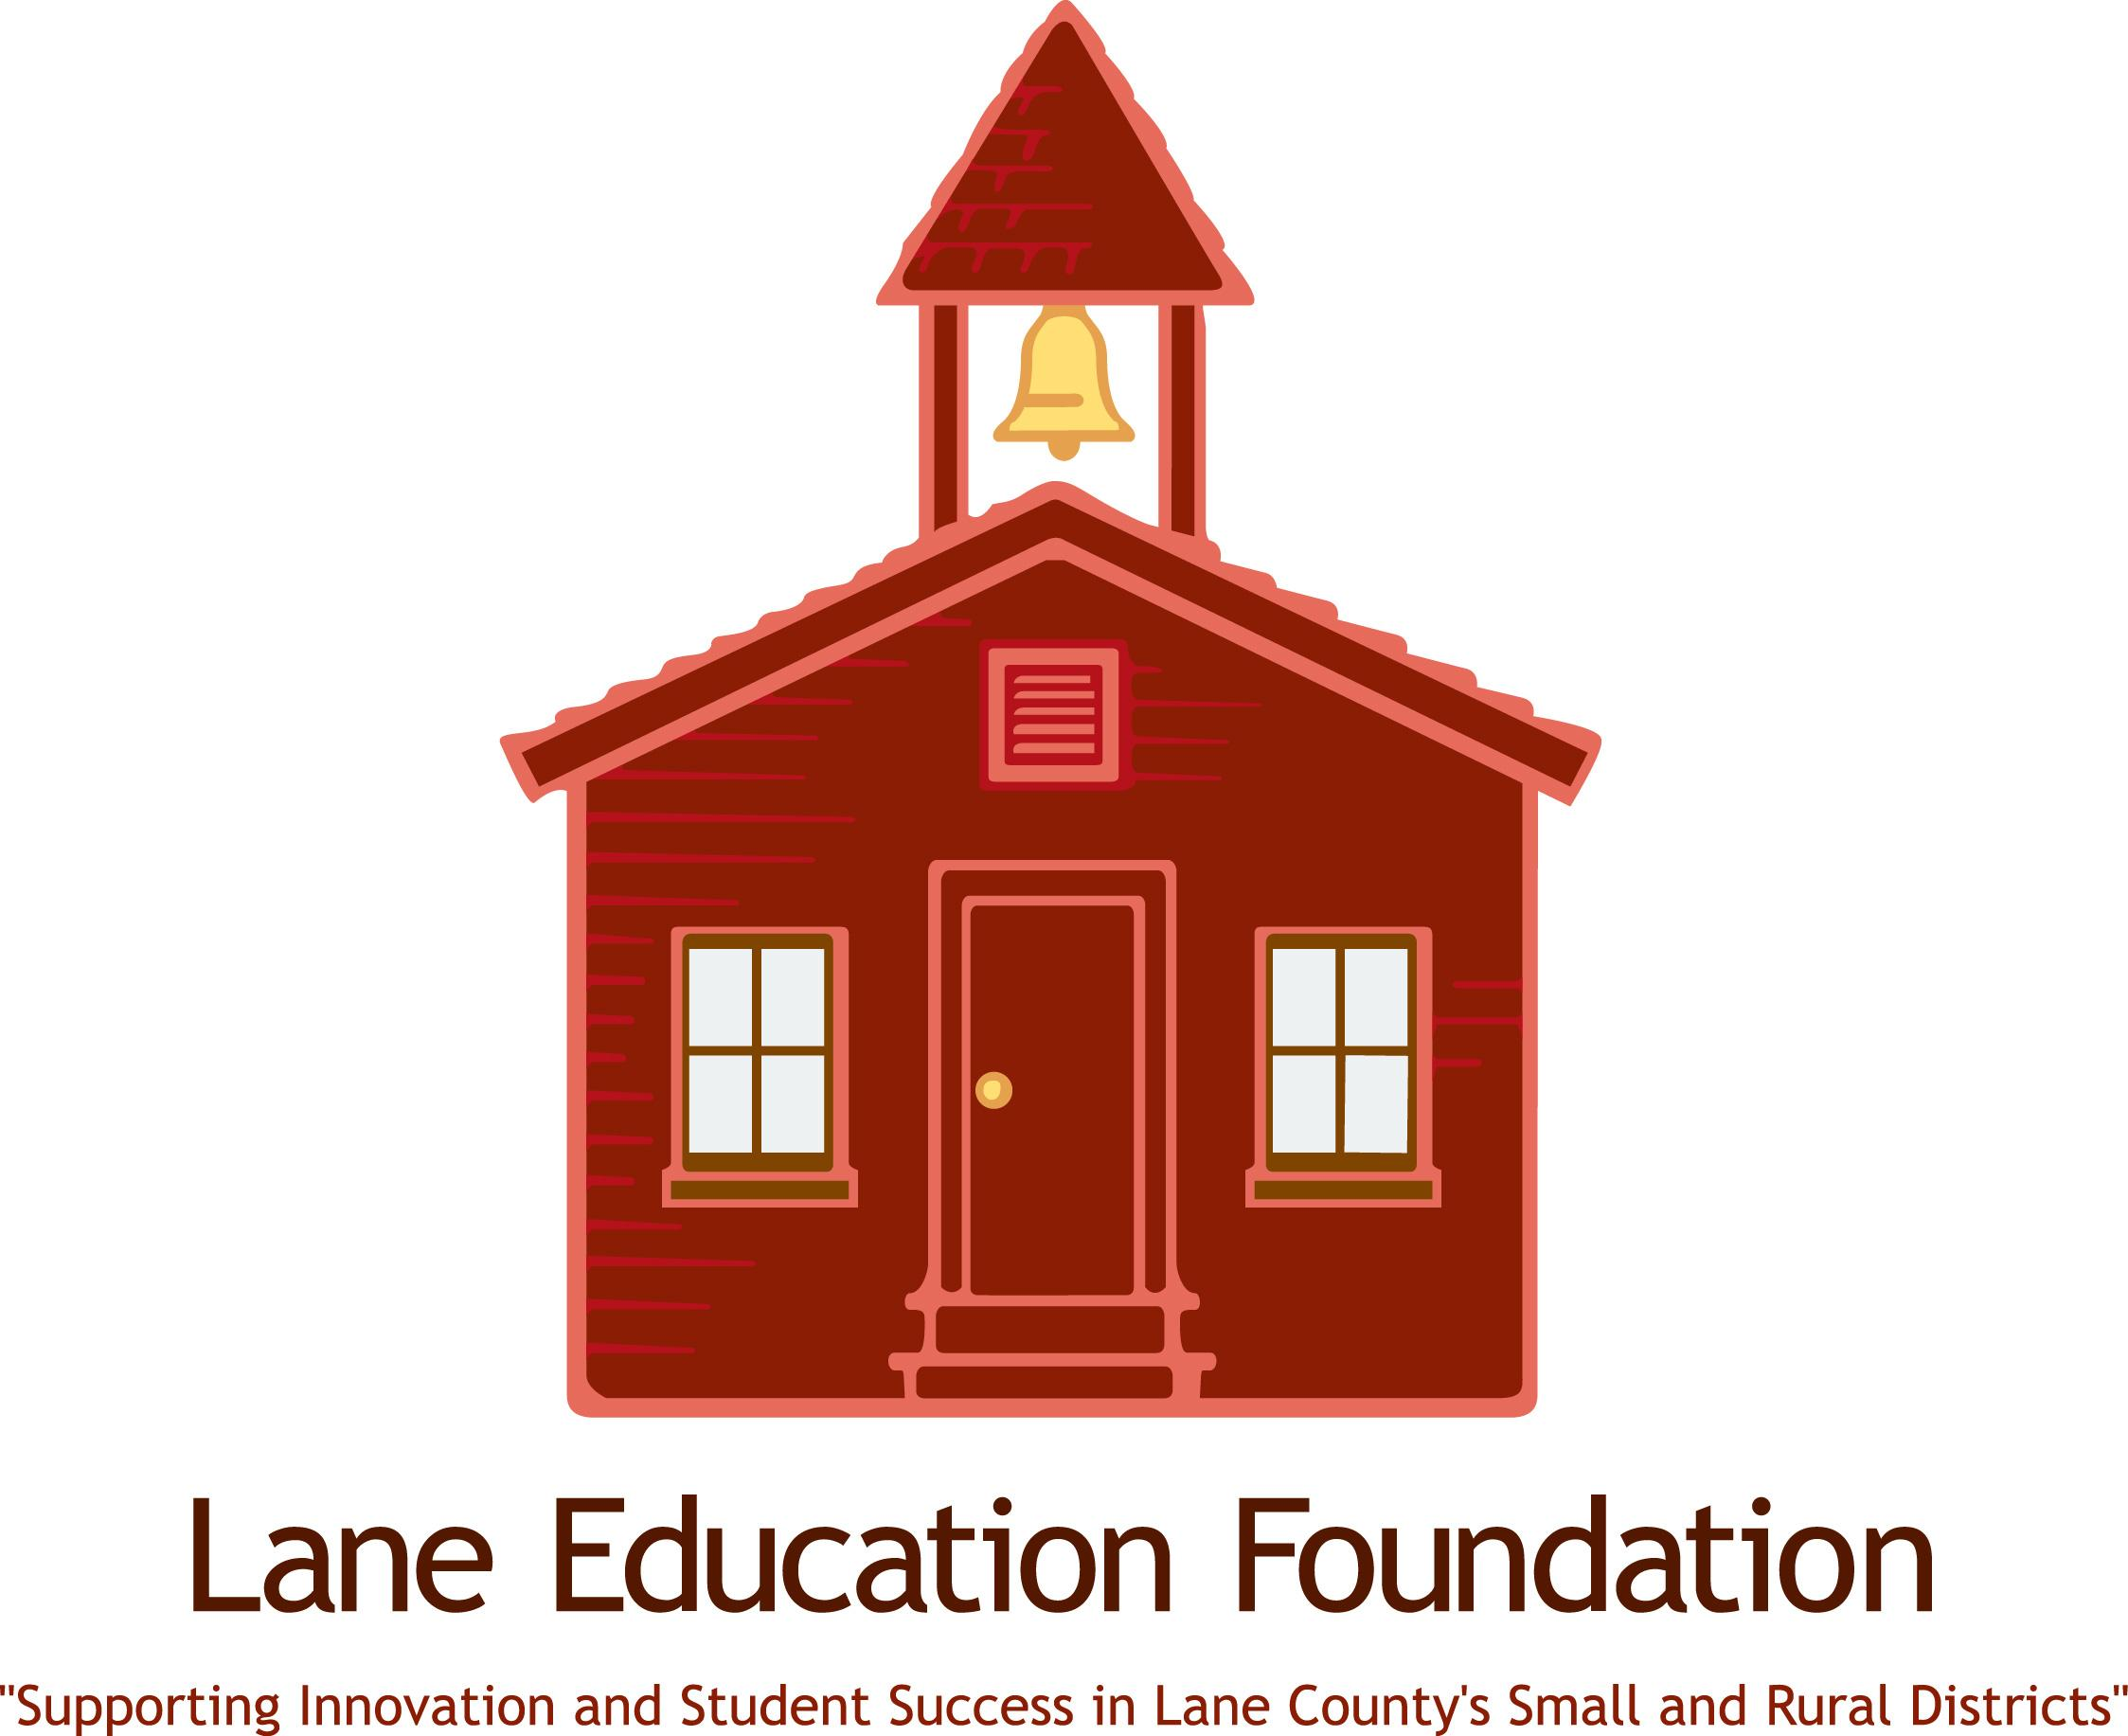 Lane Education Foundation
"Supporting Innovation and Student Success in Lane County's Small and Rural Districts"